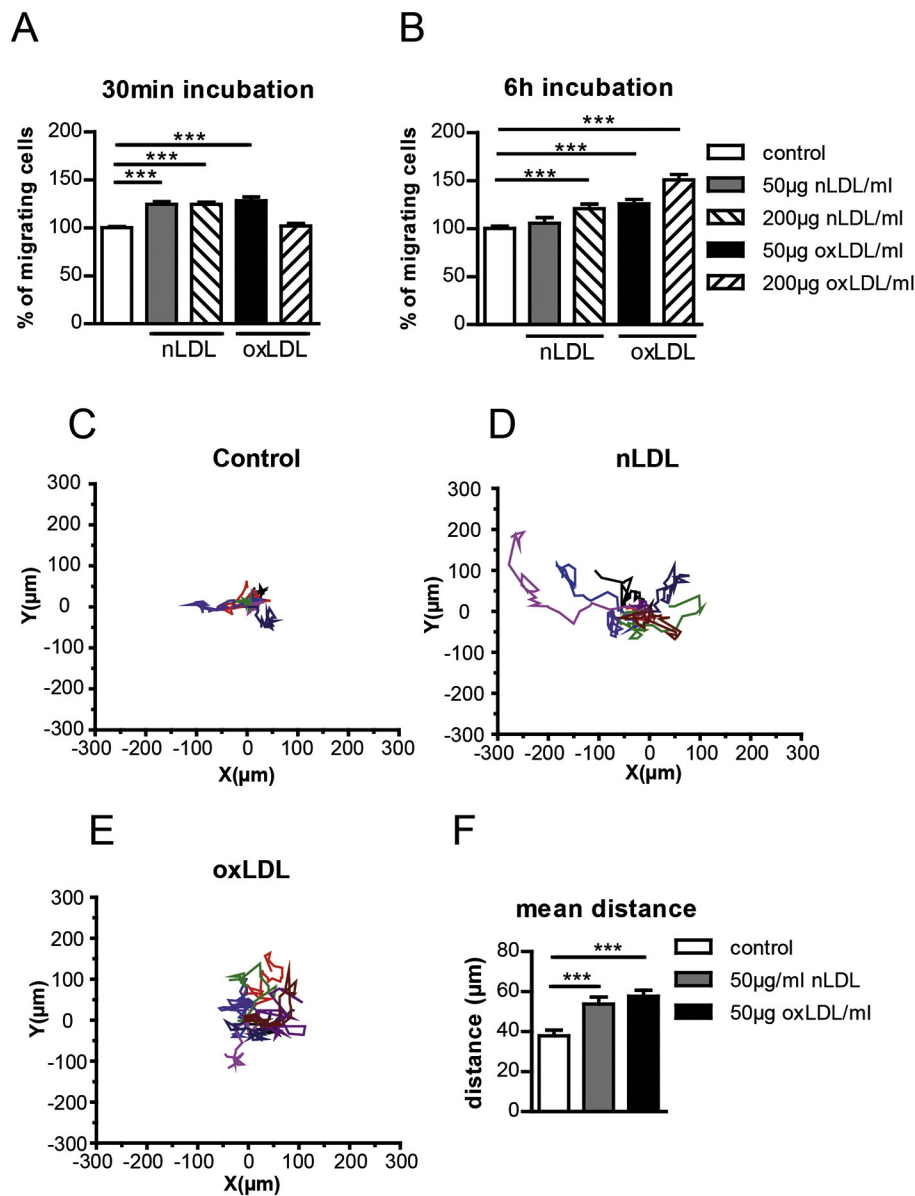 A
B
30min incubation
6h incubation
% of migrating cells
200
150
100
50
0
***
***
***
nLDL
oxLDL
% of migrating cells
200
150
100
50
0
***
***
***
nLDL
oxLDL
control
50µg nLDL/ml
200µg nLDL/ml
50µg oxLDL/ml
200µg oxLDL/ml
C
D
Control
nLDL
Y(µm)
300
200
100
0
-100
-200
-300
-300
-200
-100
0
100
200
300
X(µm)
Y(µm)
300
200
100
0
-100
-200
-300
-300
-200
-100
0
100
200
300
X(µm)
E
F
oxLDL
Y(µm)
300
200
100
0
-100
-200
-300
-300
-200
-100
0
100
200
300
X(µm)
mean distance
distance (µm)
80
60
40
20
0
***
***
control
50µg/ml nLDL
50µg oxLDL/ml